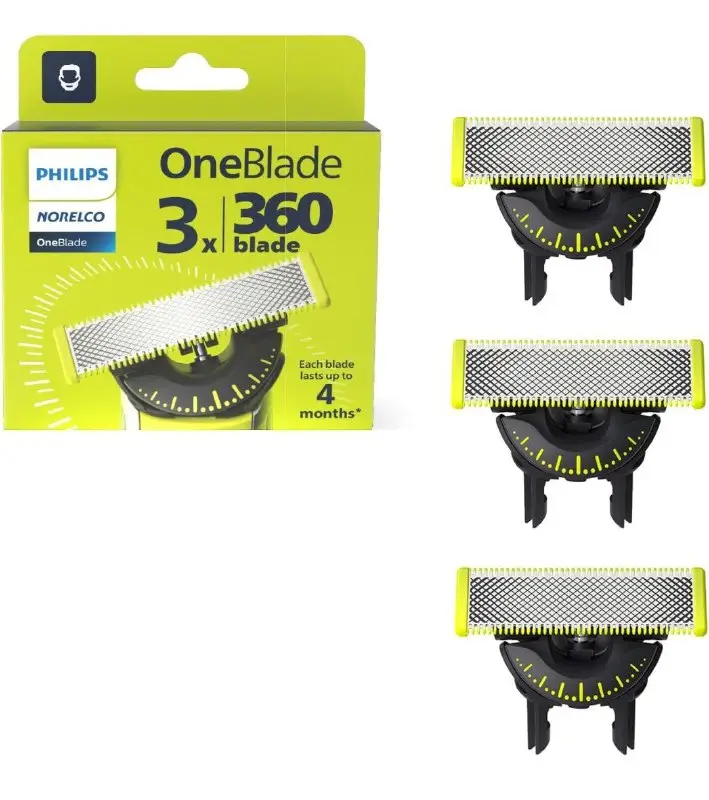 PHILIPS
NORELCO
OneBlade
OneBlade
3x 360
blade
Each blade
lasts up to
4
months*